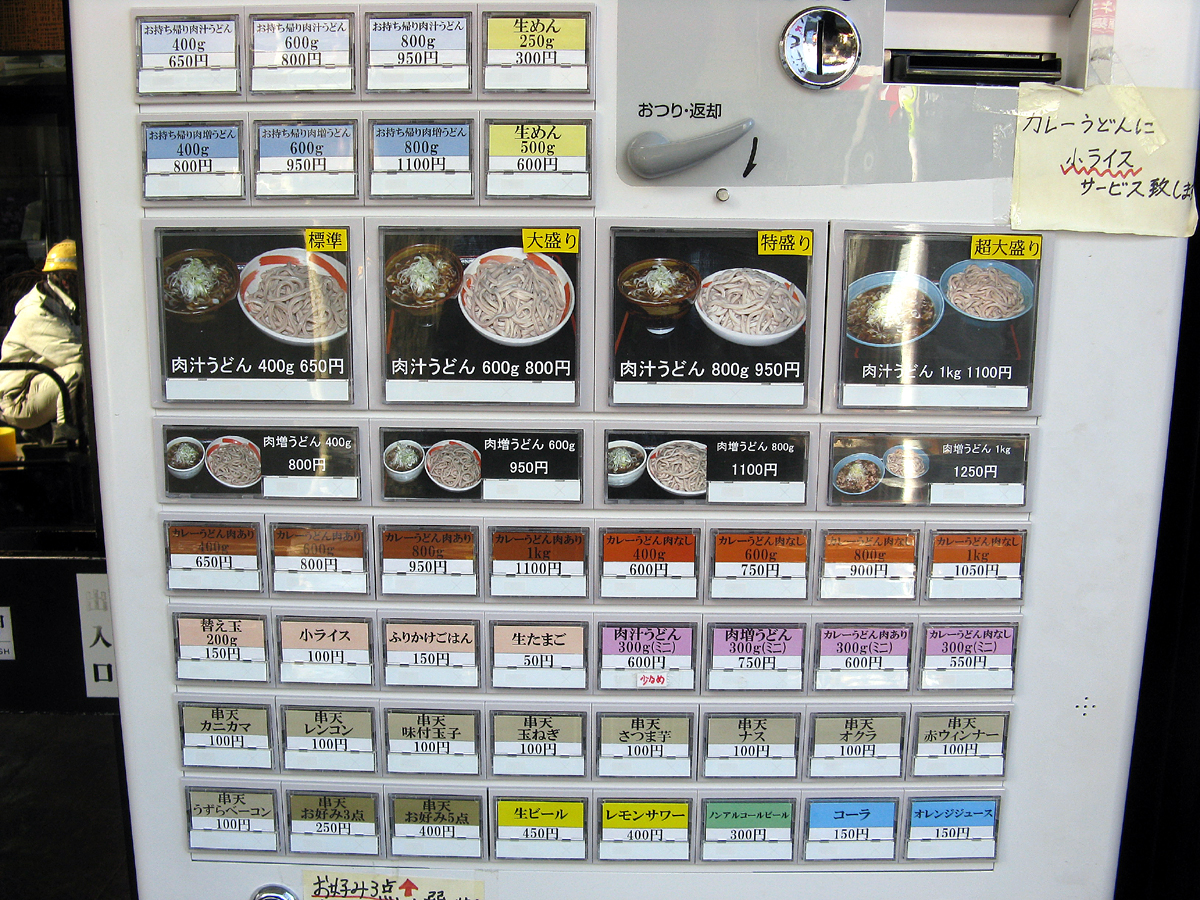 お持ち帰り肉汁うどん
400g
650円
お持ち帰り肉汁うどん
600g
800円
お持ち帰り肉汁うどん
800g
950円
生めん
250g
300円
お持ち帰り肉増うどん
400g
800円
お持ち帰り肉増うどん
600g
950円
お持ち帰り肉増うどん
800g
1100円
生めん
500g
600円
おつり・返却
カレーうどんに
小ライス
サービス致しま
標準
肉汁うどん 400g 650円
大盛り
肉汁うどん 600g 800円
特盛り
肉汁うどん 800g 950円
超大盛り
肉汁うどん 1kg 1100円
肉増うどん 400g
800円
肉増うどん 600g
950円
肉増うどん 800g
1100円
肉増うどん 1kg
1250円
カレーうどん肉あり
400g
650円
カレーうどん肉あり
600g
800円
カレーうどん肉あり
800g
950円
カレーうどん肉あり
1kg
1100円
カレーうどん肉なし
400g
600円
カレーうどん肉なし
600g
750円
カレーうどん肉なし
800g
900円
カレーうどん肉なし
1kg
1050円
替え玉
200g
150円
小ライス
100円
ふりかけごはん
150円
生たまご
50円
肉汁うどん
300g(ミニ)
600円
少なめ
肉増うどん
300g(ミニ)
750円
カレーうどん肉あり
300g(ミニ)
600円
カレーうどん肉なし
300g(ミニ)
550円
串天
カニカマ
100円
串天
レンコン
100円
串天
味付玉子
100円
串天
玉ねぎ
100円
串天
さつま芋
100円
串天
ナス
100円
串天
オクラ
100円
串天
赤ウィンナー
100円
串天
うずらベーコン
100円
串天
お好み3点
250円
串天
お好み5点
400円
生ビール
450円
レモンサワー
400円
ノンアルコールビール
300円
コーラ
150円
オレンジジュース
150円
お好み3点↑
出入口